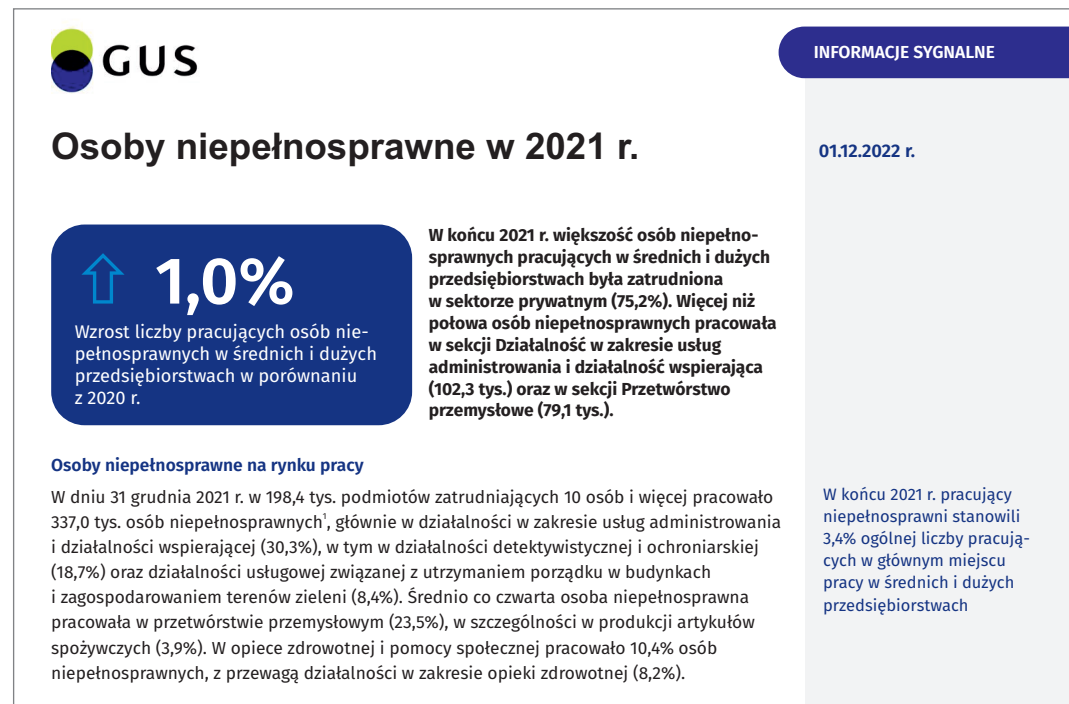 GUS
INFORMACJE SYGNALNE
Osoby niepełnosprawne w 2021 r.
01.12.2022 r.
1,0%
Wzrost liczby pracujących osób nie-
pełnosprawnych w średnich i dużych
przedsiębiorstwach w porównaniu
z 2020 r.
W końcu 2021 r. większość osób niepełno-
sprawnych pracujących w średnich i dużych
przedsiębiorstwach była zatrudniona
w sektorze prywatnym (75,2%). Więcej niż
połowa osób niepełnosprawnych pracowała
w sekcji Działalność w zakresie usług
administrowania i działalność wspierająca
(102,3 tys.) oraz w sekcji Przetwórstwo
przemysłowe (79,1 tys.).
Osoby niepełnosprawne na rynku pracy
W dniu 31 grudnia 2021 r. w 198,4 tys. podmiotów zatrudniających 10 osób i więcej pracowało
337,0 tys. osób niepełnosprawnych¹, głównie w działalności w zakresie usług administrowania
i działalności wspierającej (30,3%), w tym w działalności detektywistycznej i ochroniarskiej
(18,7%) oraz działalności usługowej związanej z utrzymaniem porządku w budynkach
i zagospodarowaniem terenów zieleni (8,4%). Średnio co czwarta osoba niepełnosprawna
pracowała w przetwórstwie przemysłowym (23,5%), w szczególności w produkcji artykułów
spożywczych (3,9%). W opiece zdrowotnej i pomocy społecznej pracowało 10,4% osób
niepełnosprawnych, z przewagą działalności w zakresie opieki zdrowotnej (8,2%).
W końcu 2021 r. pracujący
niepełnosprawni stanowili
3,4% ogólnej liczby pracują-
cych w głównym miejscu
pracy w średnich i dużych
przedsiębiorstwach